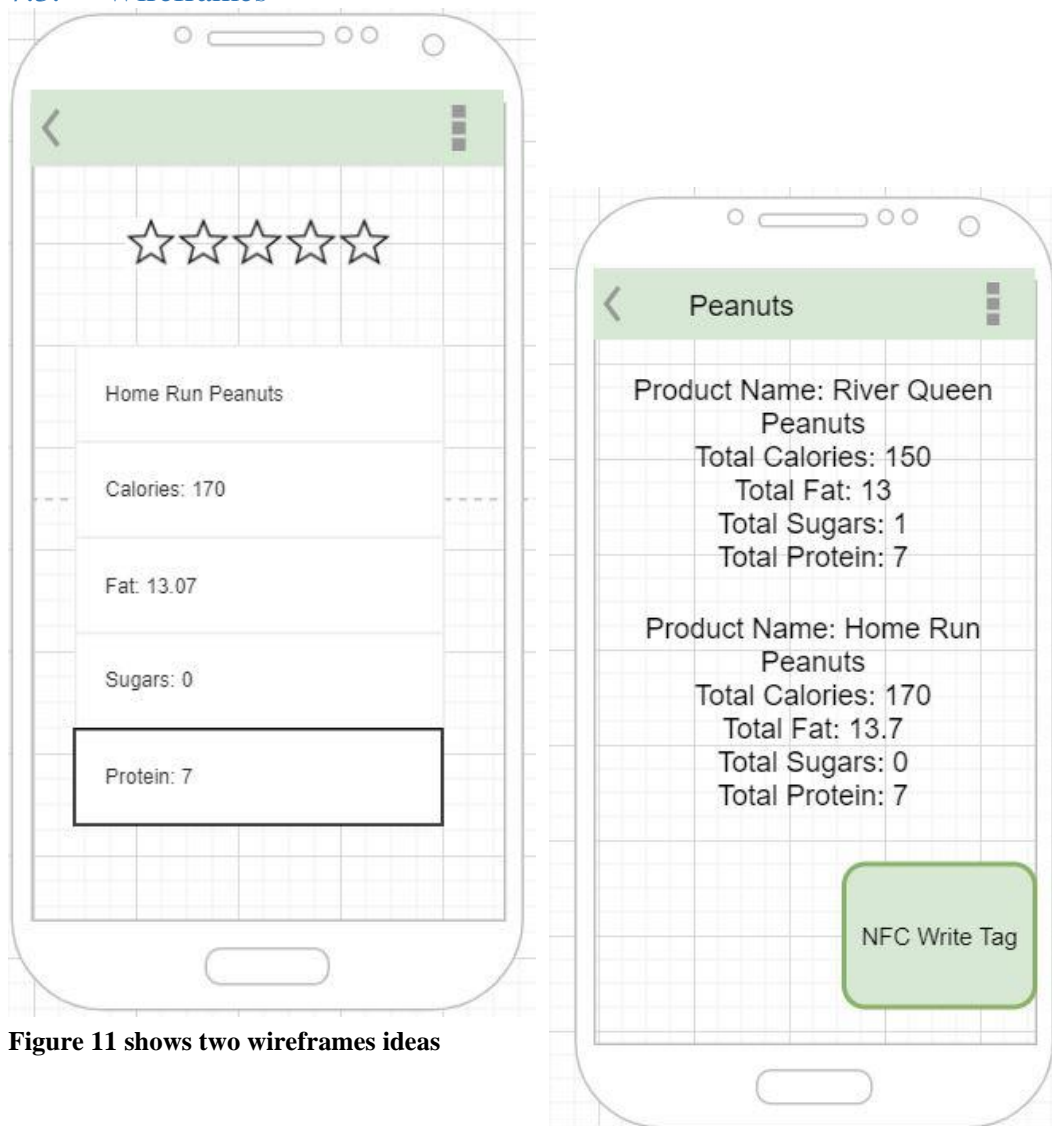 Home Run Peanuts
Calories: 170
Fat: 13.07
Sugars: 0
Protein: 7
Figure 11 shows two wireframes ideas
Peanuts
Product Name: River Queen
Peanuts
Total Calories: 150
Total Fat: 13
Total Sugars: 1
Total Protein: 7
Product Name: Home Run
Peanuts
Total Calories: 170
Total Fat: 13.7
Total Sugars: 0
Total Protein: 7
NFC Write Tag